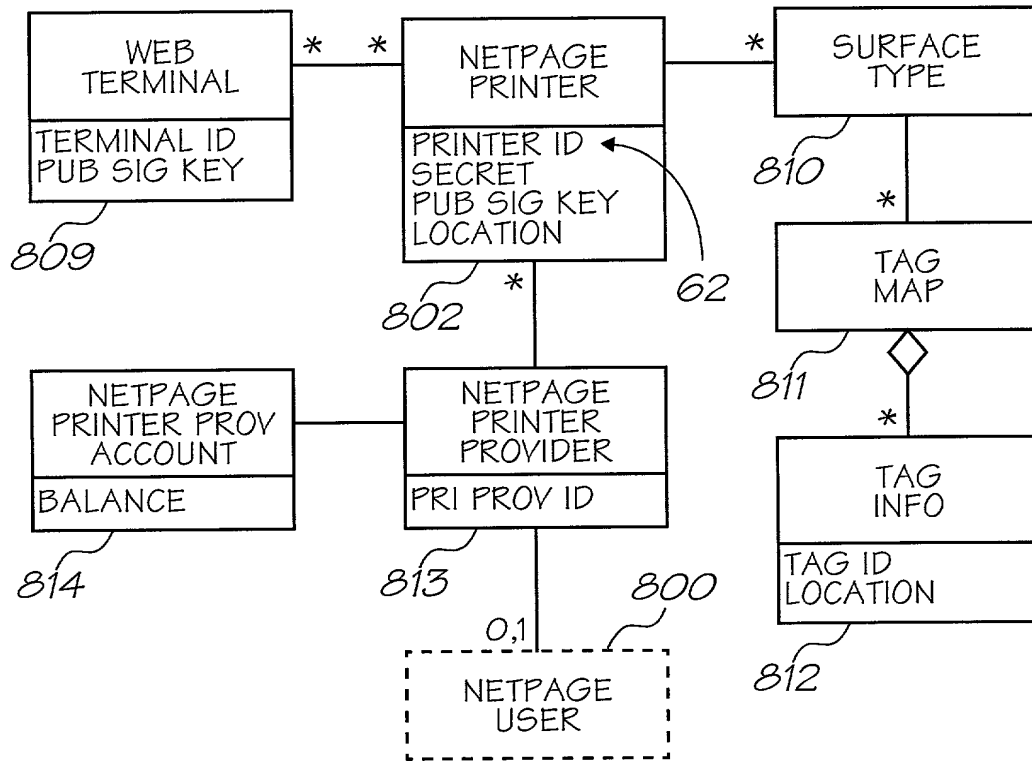 WEB
TERMINAL
TERMINAL ID
PUB SIG KEY
809
*
*
NETPAGE
PRINTER
PRINTER ID
SECRET
PUB SIG KEY
LOCATION
802
62
*
*
SURFACE
TYPE
810
*
TAG
MAP
811
*
TAG
INFO
TAG ID
LOCATION
812
NETPAGE
PRINTER PROV
ACCOUNT
BALANCE
814
NETPAGE
PRINTER
PROVIDER
PRI PROV ID
813
0,1
800
NETPAGE
USER